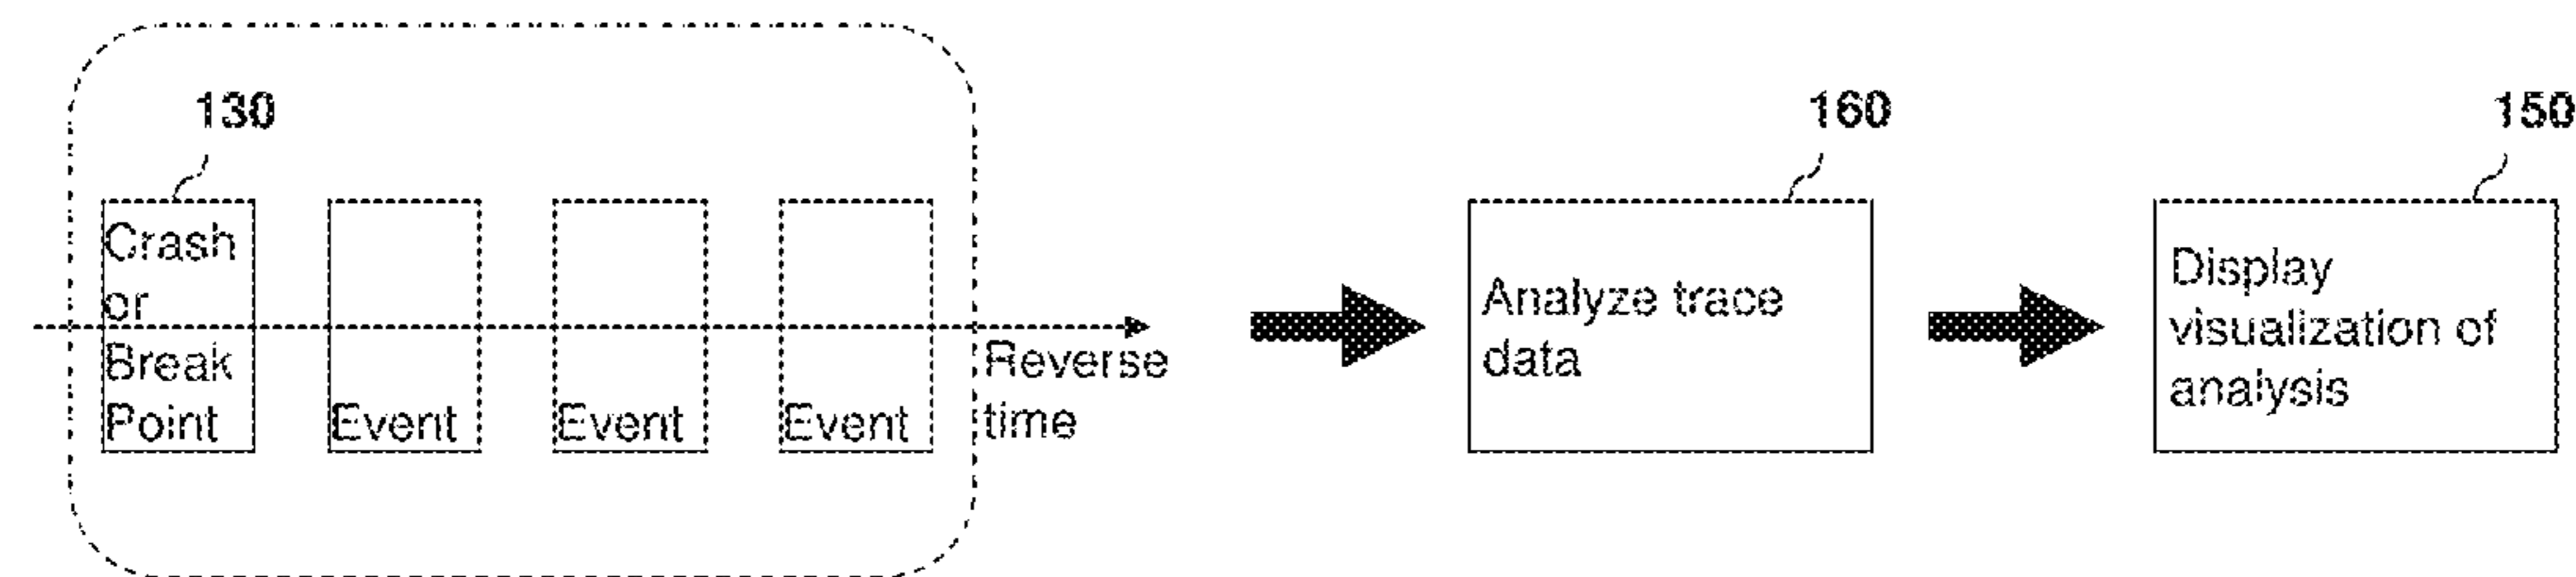 130
160
150
Crash
or
Break
Point
Event
Event
Event
Reverse
time
Analyze trace
data
Display
visualization of
analysis